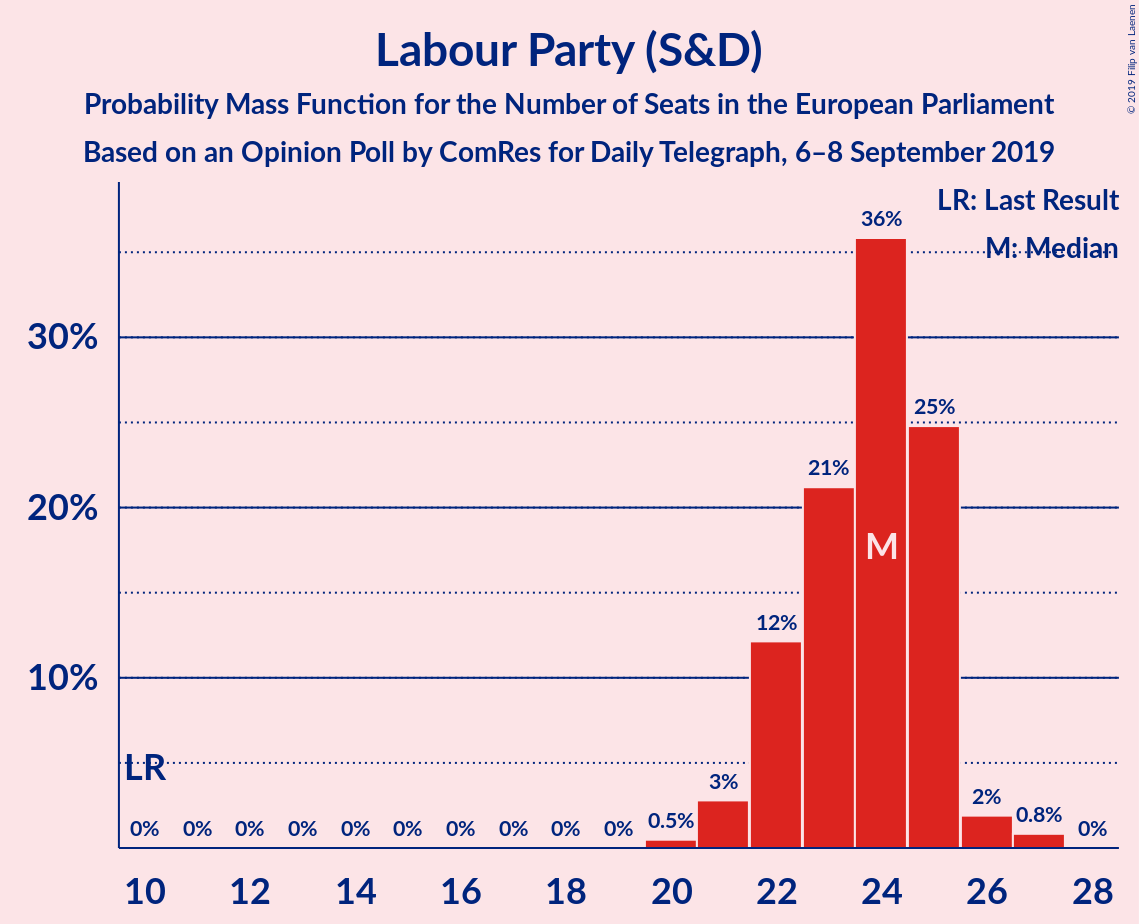 Labour Party (S&D)
Probability Mass Function for the Number of Seats in the European Parliament
Based on an Opinion Poll by ComRes for Daily Telegraph, 6–8 September 2019
© 2019 Filip van Laenen
LR: Last Result
M: Median
36%
30%
25%
21%
20%
M
12%
10%
LR
3%
2%
0% 0% 0% 0% 0% 0% 0% 0% 0% 0% 0.5% 0.8% 0%
10 12 14 16 18 20 22 24 26 28